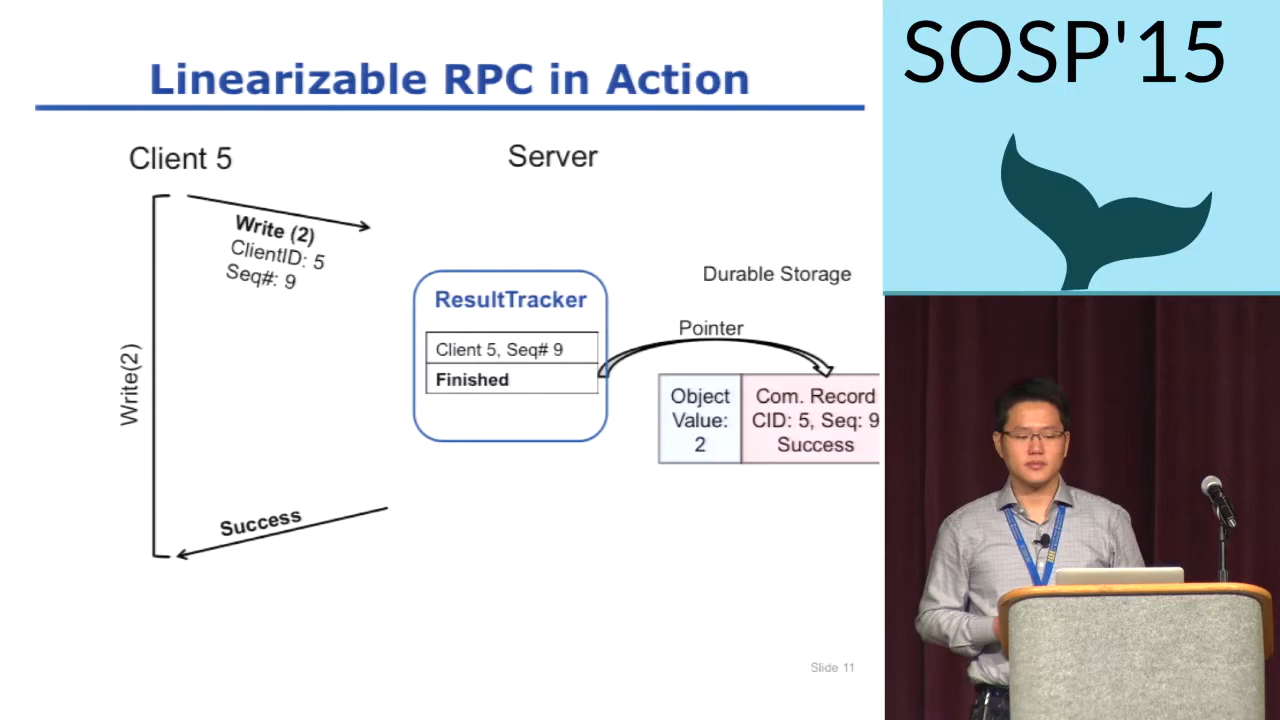 Linearizable RPC in Action
Client 5
Server
Write (2)
ClientID: 5
Seq#: 9
Write(2)
ResultTracker
Client 5, Seq# 9
Finished
Durable Storage
Pointer
Object
Value:
2
Com. Record
CID: 5, Seq: 9
Success
Success
Slide 11
SOSP'15